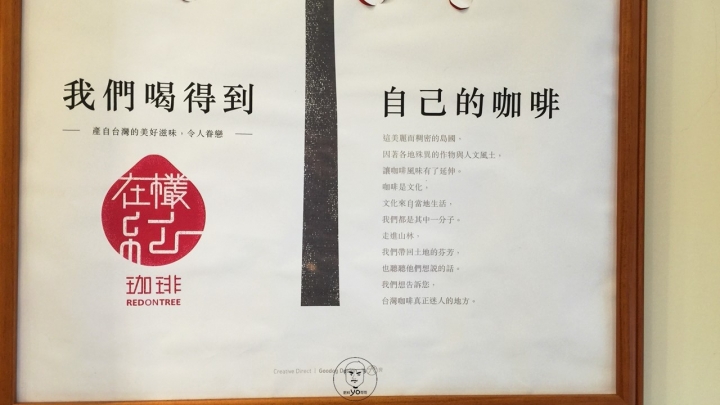 我們喝得到
產自台灣的美好滋味，令人眷戀
在欉紅
珈琲
REDONTREE
自己的咖啡
這美麗而稠密的島國，
因著各地殊異的作物與人文風土，
讓咖啡風味有了延伸。
咖啡是文化，
文化來自當地生活，
我們都是其中一分子。
走進山林，
我們帶回土地的芬芳，
也聽聽他們想說的話。
我們想告訴您，
台灣咖啡真正迷人的地方。
Creative Direct